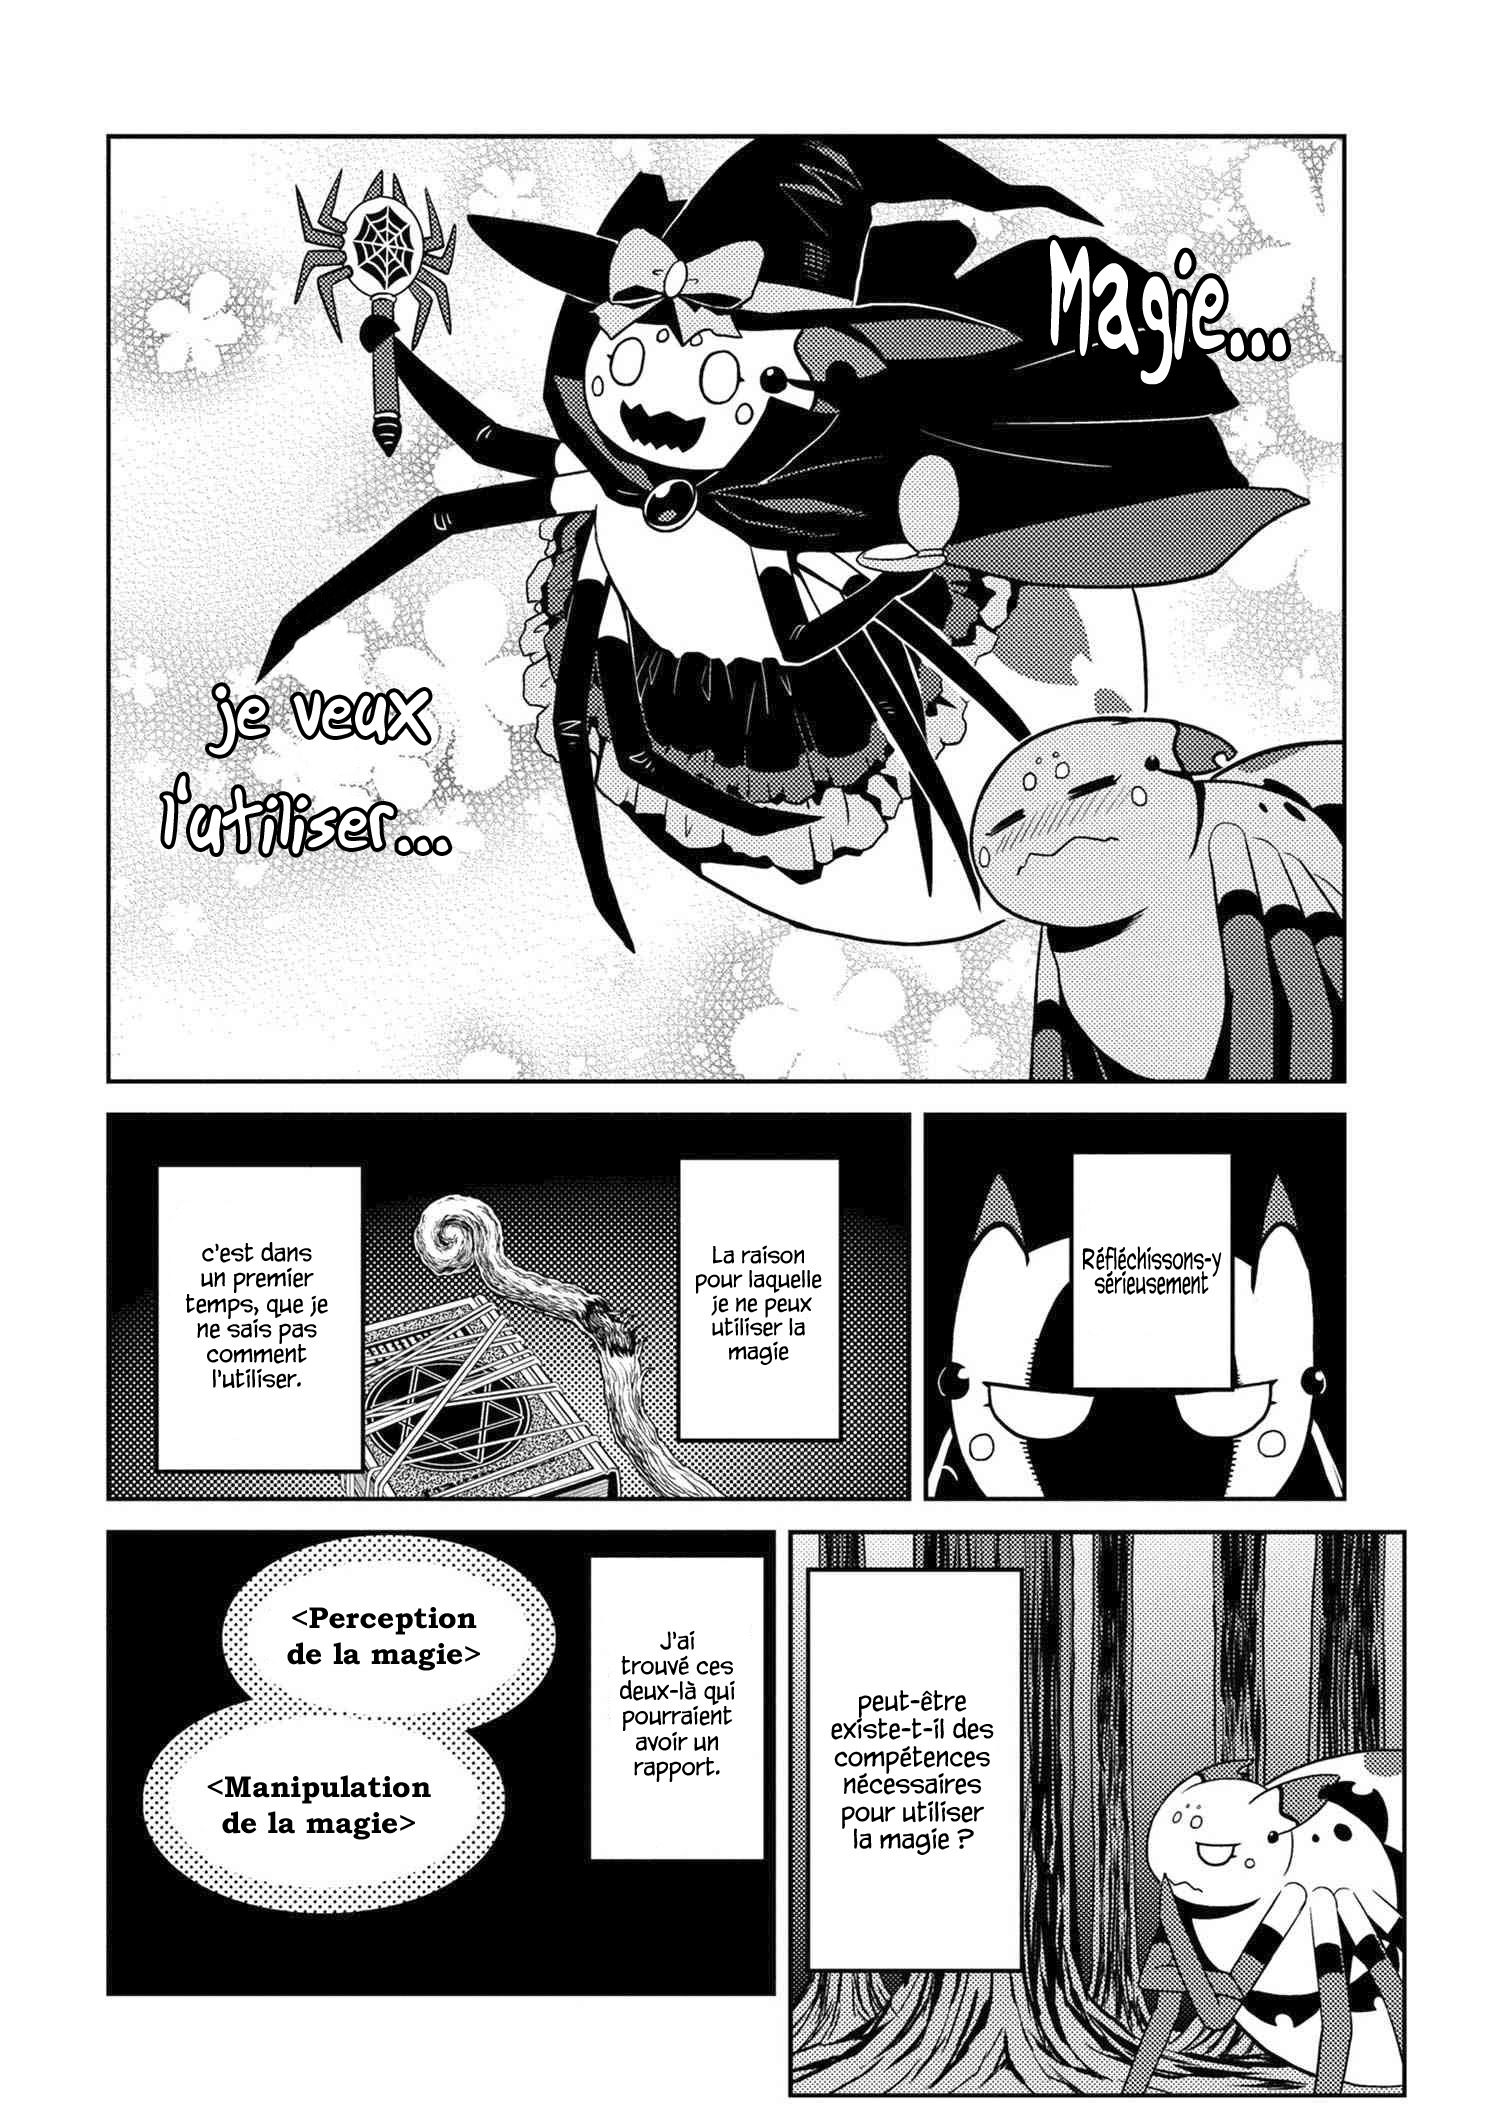 Magie...
je veux
l'utiliser...
Réfléchissons-y
sérieusement
La raison
pour laquelle
je ne peux
utiliser la
magie
c'est dans
un premier
temps, que je
ne sais pas
comment
l'utiliser.
peut-être
existe-t-il des
compétences
nécessaires
pour utiliser
la magie ?
J'ai
trouvé ces
deux-là qui
pourraient
avoir un
rapport.
<Perception
de la magie>
<Manipulation
de la magie>